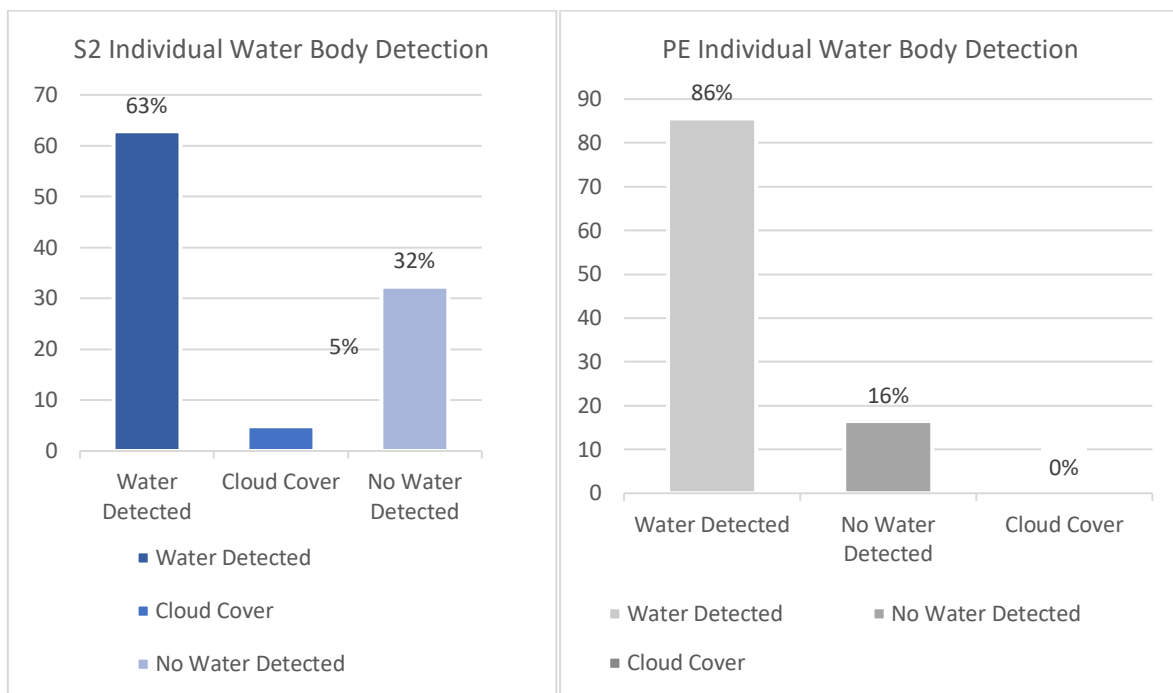 S2 Individual Water Body Detection
70
60
50
40
30
20
10
0
63%
5%
32%
Water
Detected
Cloud Cover
No Water
Detected
Water Detected
Cloud Cover
No Water Detected
PE Individual Water Body Detection
90
80
70
60
50
40
30
20
10
0
86%
16%
0%
Water Detected
No Water
Detected
Cloud Cover
Water Detected
No Water Detected
Cloud Cover